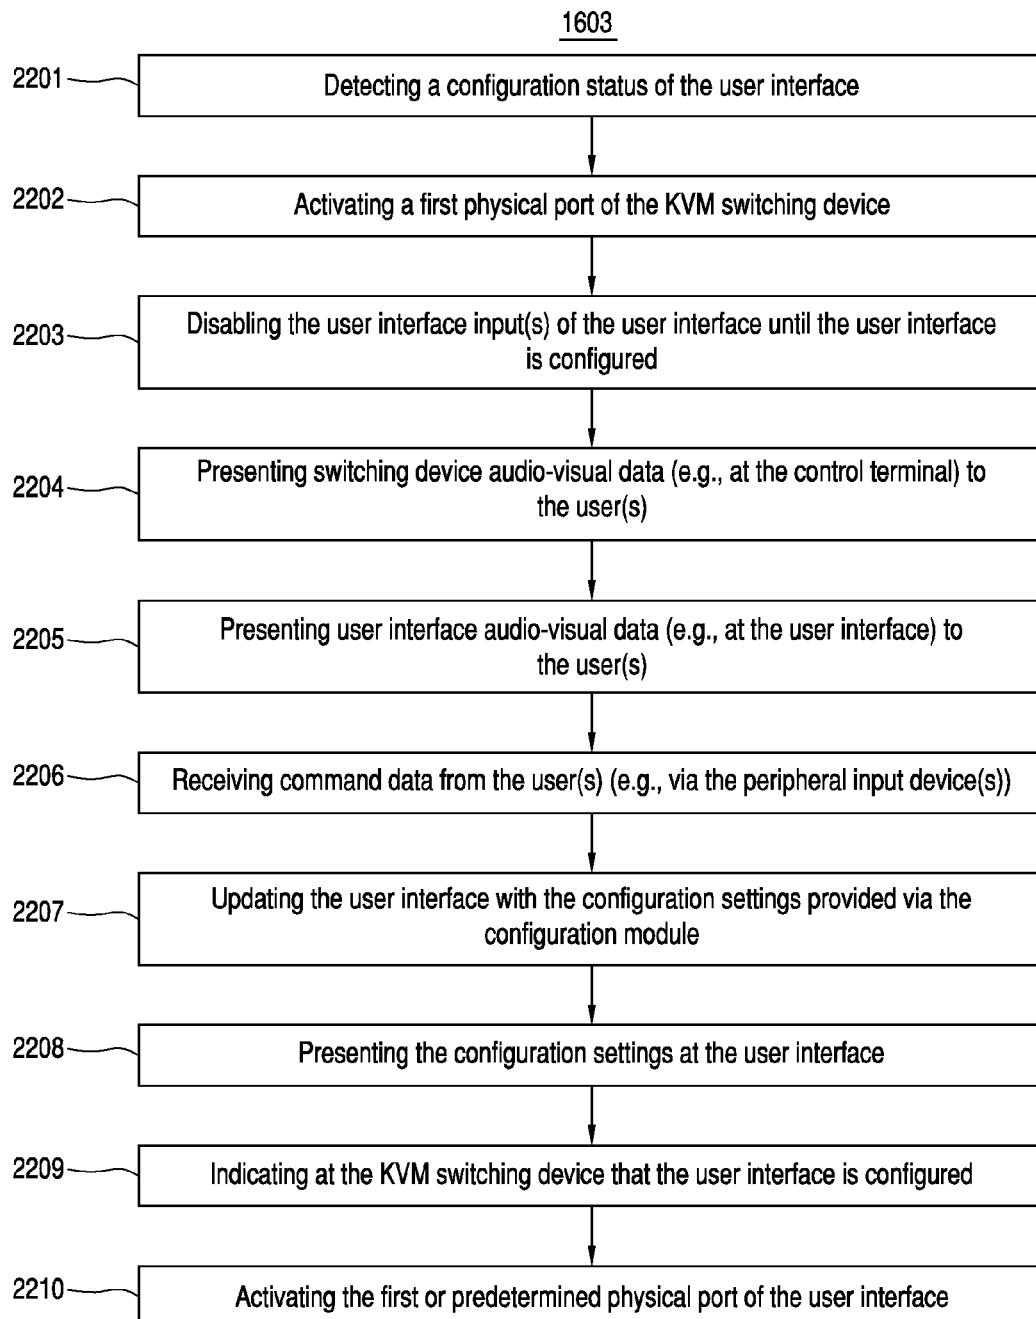 1603
2201
Detecting a configuration status of the user interface
2202
Activating a first physical port of the KVM switching device
2203
Disabling the user interface input(s) of the user interface until the user interface
is configured
2204
Presenting switching device audio-visual data (e.g., at the control terminal) to
the user(s)
2205
Presenting user interface audio-visual data (e.g., at the user interface) to
the user(s)
2206
Receiving command data from the user(s) (e.g., via the peripheral input device(s))
2207
Updating the user interface with the configuration settings provided via the
configuration module
2208
Presenting the configuration settings at the user interface
2209
Indicating at the KVM switching device that the user interface is configured
2210
Activating the first or predetermined physical port of the user interface